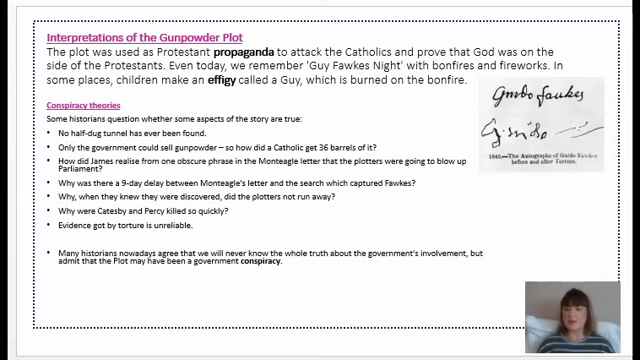 Interpretations of the Gunpowder Plot
The plot was used as Protestant propaganda to attack the Catholics and prove that God was on the
side of the Protestants. Even today, we remember 'Guy Fawkes Night' with bonfires and fireworks. In
some places, children make an effigy called a Guy, which is burned on the bonfire.
Conspiracy theories
Some historians question whether some aspects of the story are true:
• No half-dug tunnel has ever been found.
• Only the government could sell gunpowder – so how did a Catholic get 36 barrels of it?
• How did James realise from one obscure phrase in the Monteagle letter that the plotters were going to blow up
Parliament?
• Why was there a 9-day delay between Monteagle's letter and the search which captured Fawkes?
• Why, when they knew they were discovered, did the plotters not run away?
• Why were Catesby and Percy killed so quickly?
• Evidence got by torture is unreliable.
• Many historians nowadays agree that we will never know the whole truth about the government's involvement, but
admit that the Plot may have been a government conspiracy.
Guido fawkes
Guido
1840.—The Autographs of Guido Fawkes
before and after Torture.